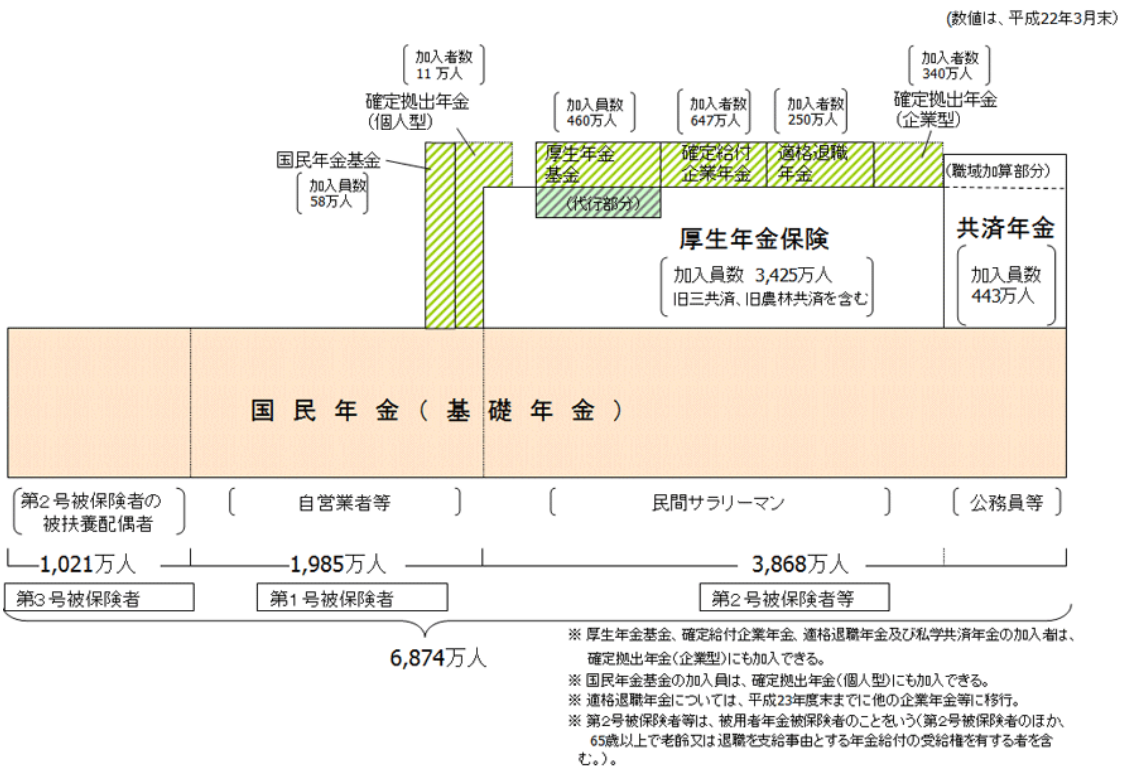 (数値は、平成22年3月末)
加入者数
11万人
確定拠出年金
(個人型)
国民年金基金
加入員数
58万人
加入員数
460万人
加入者数
647万人
加入者数
250万人
加入者数
340万人
確定拠出年金
(企業型)
厚生年金
基金
確定給付
企業年金
適格退職
年金
(代行部分)
(職域加算部分)
厚生年金保険
加入員数 3,425万人
旧三共済、旧農林共済を含む
共済年金
加入員数
443万人
国民年金(基礎年金)
第2号被保険者の
被扶養配偶者
自営業者等
民間サラリーマン
公務員等
1,021万人
1,985万人
3,868万人
第3号被保険者
第1号被保険者
第2号被保険者等
6,874万人
※ 厚生年金基金、確定給付企業年金、適格退職年金及び私学共済年金の加入者は、
確定拠出年金(企業型)にも加入できる。
※ 国民年金基金の加入員は、確定拠出年金(個人型)にも加入できる。
※ 適格退職年金については、平成23年度末までに他の企業年金等に移行。
※ 第2号被保険者等は、被用者年金被保険者のことをいう(第2号被保険者のほか、
65歳以上で老齢又は退職を支給事由とする年金給付の受給権を有する者を含
む。)。